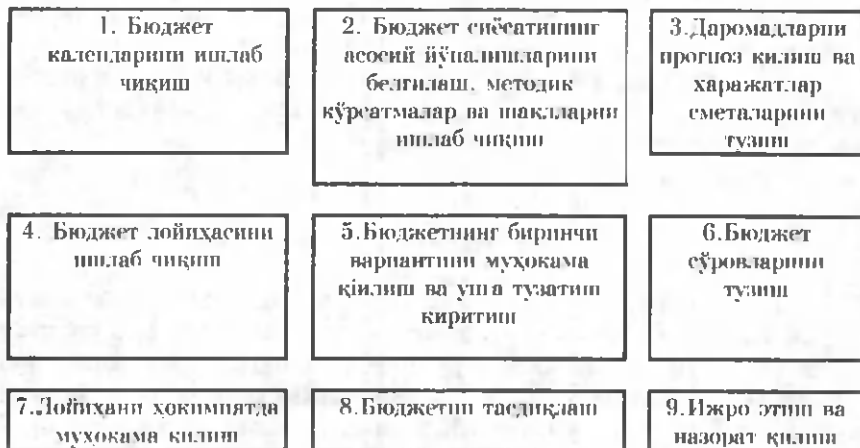 1. Бюджет
календарини ишлаб
чиқиш
2. Бюджет сиёсатининг
асосий йўналишларини
белгилаш, методик
кўрсатмалар ва шаклларни
ишлаб чиқиш
3.Даромадларни
прогноз қилиш ва
харажатлар
сметаларини
тузиш
4. Бюджет лойиҳасини
ишлаб чиқиш
5.Бюджетнинг биринчи
вариантини муҳокама
қилиш ва унга тузатиш
киритиш
6.Бюджет
сўровларини
тузиш
7.Лойиҳани ҳокимиятда
муҳокама қилиш
8.Бюджетни тасдиқлаш
9.Ижро этиш ва
назорат қилиш